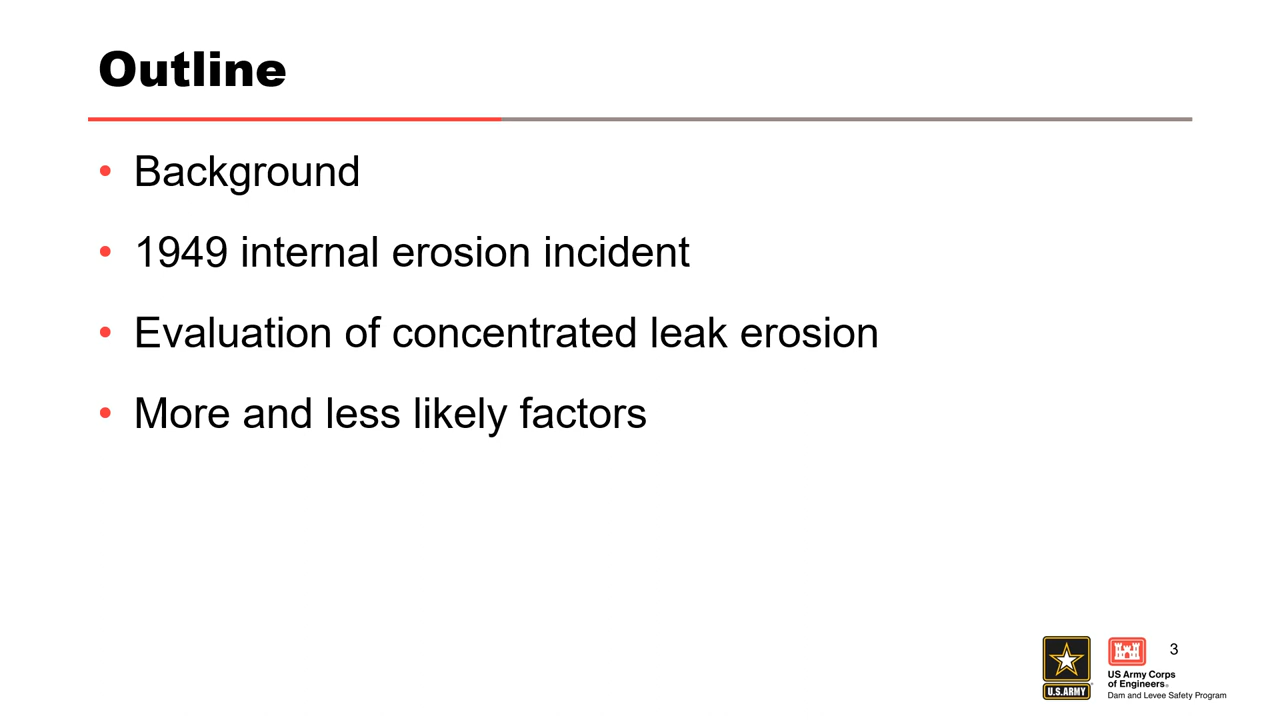 Outline
• Background
• 1949 internal erosion incident
• Evaluation of concentrated leak erosion
• More and less likely factors
3
U.S.ARMY
US Army Corps
of Engineers®
Dam and Levee Safety Program